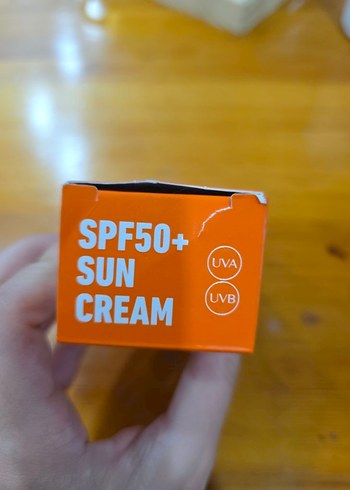 SPF50+
SUN
CREAM
UVA
UVB